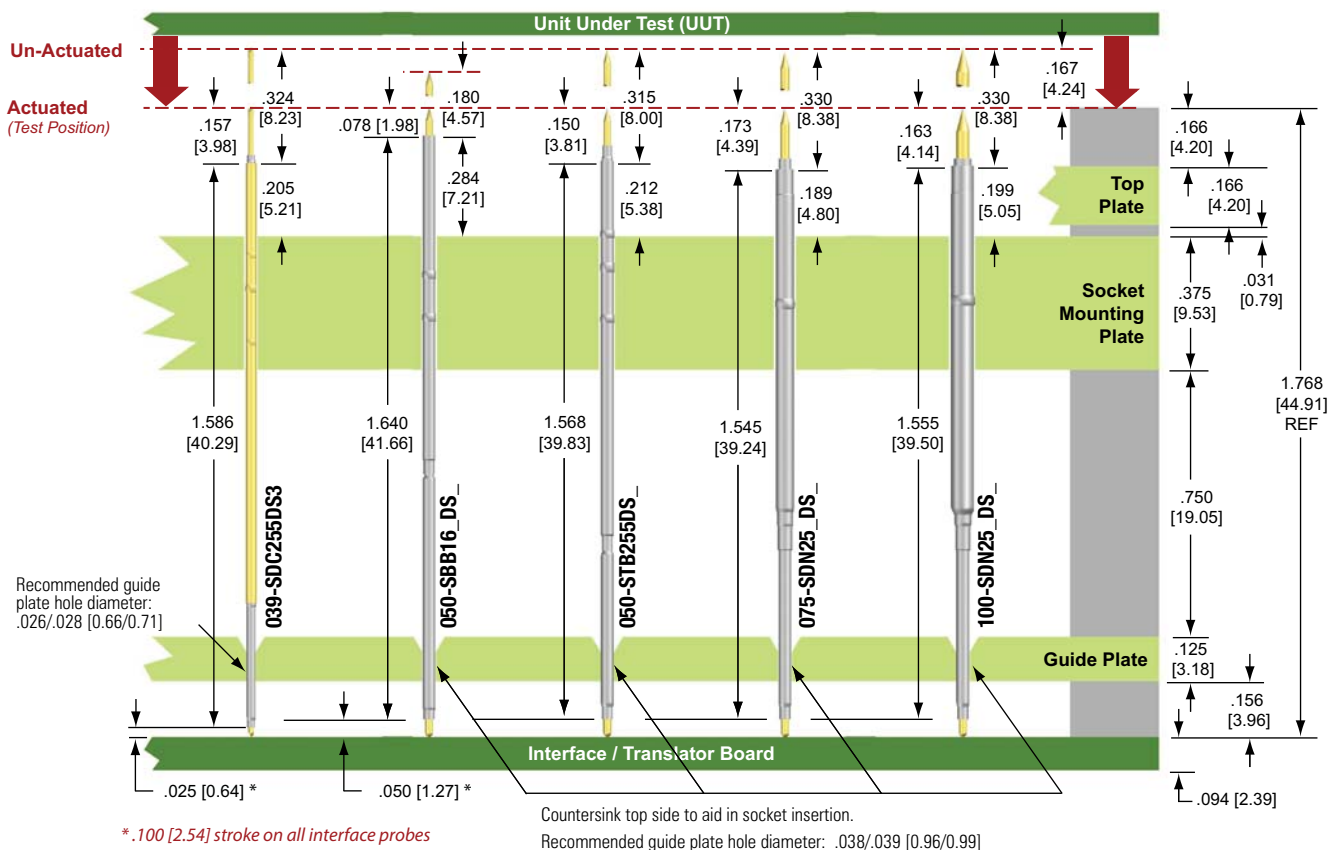 Unit Under Test (UUT)
Un-Actuated
Actuated
(Test Position)
.157
[3.98]
.324
[8.23]
.078 [1.98]
.180
[4.57]
.150
[3.81]
.315
[8.00]
.173
[4.39]
.330
[8.38]
.163
[4.14]
.330
[8.38]
.167
[4.24]
.166
[4.20]
.205
[5.21]
.284
[7.21]
.212
[5.38]
.189
[4.80]
.199
[5.05]
Top
Plate
.166
[4.20]
.031
[0.79]
Socket
Mounting
Plate
.375
[9.53]
1.586
[40.29]
1.640
[41.66]
1.568
[39.83]
1.545
[39.24]
1.555
[39.50]
1.768
[44.91]
REF
.750
[19.05]
039-SDC255DS3
050-SBB16_DS_
050-STB255DS_
075-SDN25_DS_
100-SDN25_DS_
Recommended guide
plate hole diameter:
.026/.028 [0.66/0.71]
Guide Plate
.125
[3.18]
.156
[3.96]
Interface / Translator Board
.025 [0.64] *
.050 [1.27] *
.094 [2.39]
* .100 [2.54] stroke on all interface probes
Countersink top side to aid in socket insertion.
Recommended guide plate hole diameter: .038/.039 [0.96/0.99]